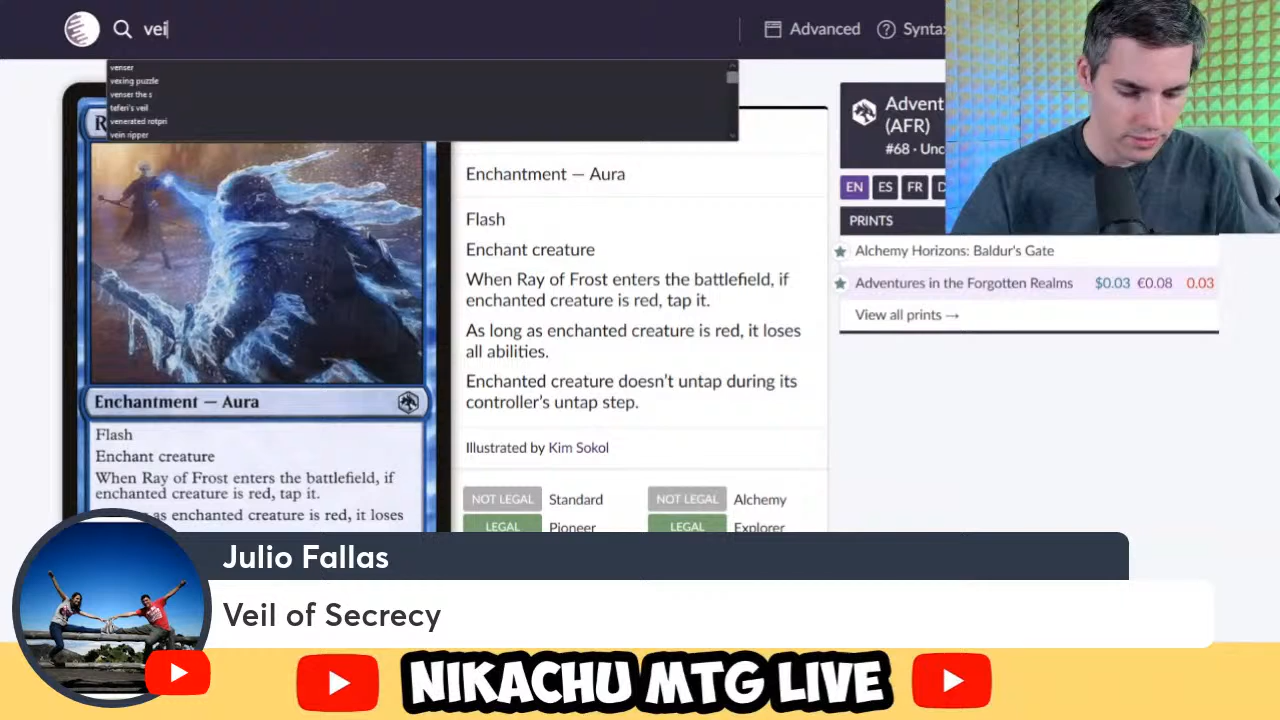 vei
Advanced
Synta
venser
vexing puzzle
venser the s
teferi's veil
venerated rotpri
vein ripper
R
Enchantment — Aura
Flash
Enchant creature
When Ray of Frost enters the battlefield, if
enchanted creature is red, tap it.
As long as enchanted creature is red, it loses
all abilities.
Enchanted creature doesn't untap during its
controller's untap step.
Illustrated by Kim Sokol
NOT LEGAL Standard NOT LEGAL Alchemy
LEGAL Pioneer LEGAL Explorer
Advent
(AFR)
#68 · Unc
EN ES FR D
PRINTS
Alchemy Horizons: Baldur's Gate
Adventures in the Forgotten Realms $0.03 €0.08 0.03
View all prints →
Enchantment — Aura
Flash
Enchant creature
When Ray of Frost enters the battlefield, if
enchanted creature is red, tap it.
as enchanted creature is red, it loses
Julio Fallas
Veil of Secrecy
NIKACHU MTG LIVE